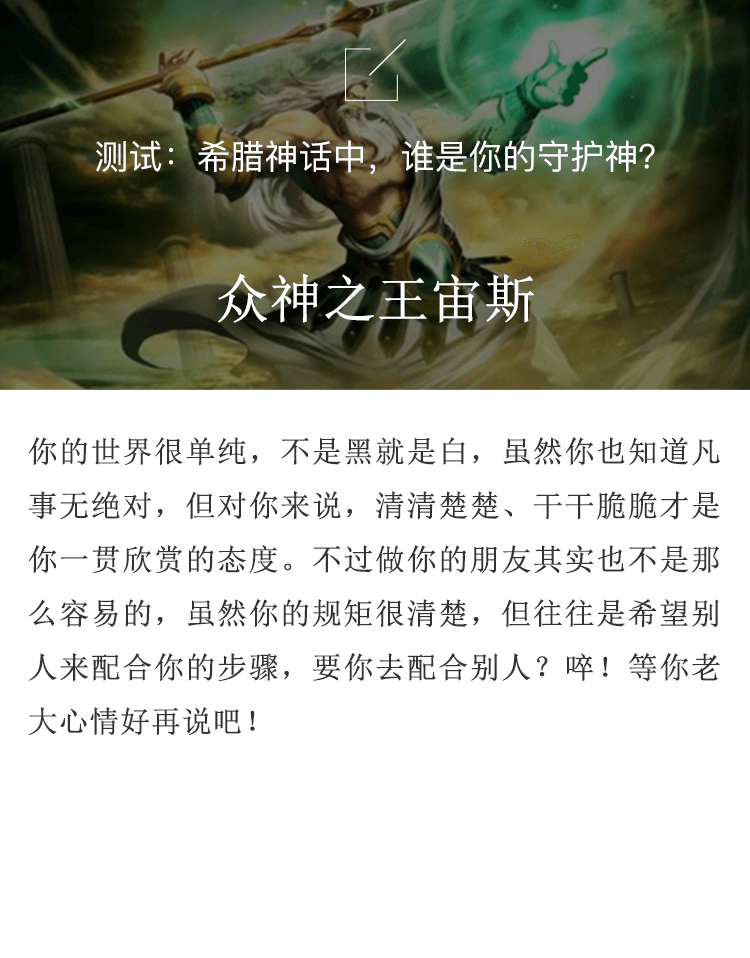 测试：希腊神话中，谁是你的守护神？
众神之王宙斯
你的世界很单纯，不是黑就是白，虽然你也知道凡
事无绝对，但对你来说，清清楚楚、干干脆脆才是
你一贯欣赏的态度。不过做你的朋友其实也不是那
么容易的，虽然你的规矩很清楚，但往往是希望别
人来配合你的步骤，要你去配合别人？啐！等你老
大心情好再说吧！